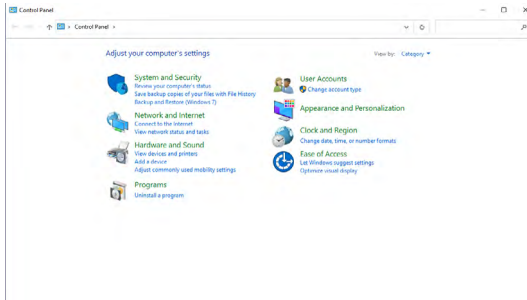 Control Panel
Control Panel
Adjust your computer's settings
View by: Category
System and Security
Review your computer's status
Save backup copies of your files with File History
Backup and Restore (Windows 7)
Network and Internet
Connect to the Internet
View network status and tasks
Hardware and Sound
View devices and printers
Add a device
Adjust commonly used mobility settings
Programs
Uninstall a program
User Accounts
Change account type
Appearance and Personalization
Clock and Region
Change date, time, or number formats
Ease of Access
Let Windows suggest settings
Optimize visual display